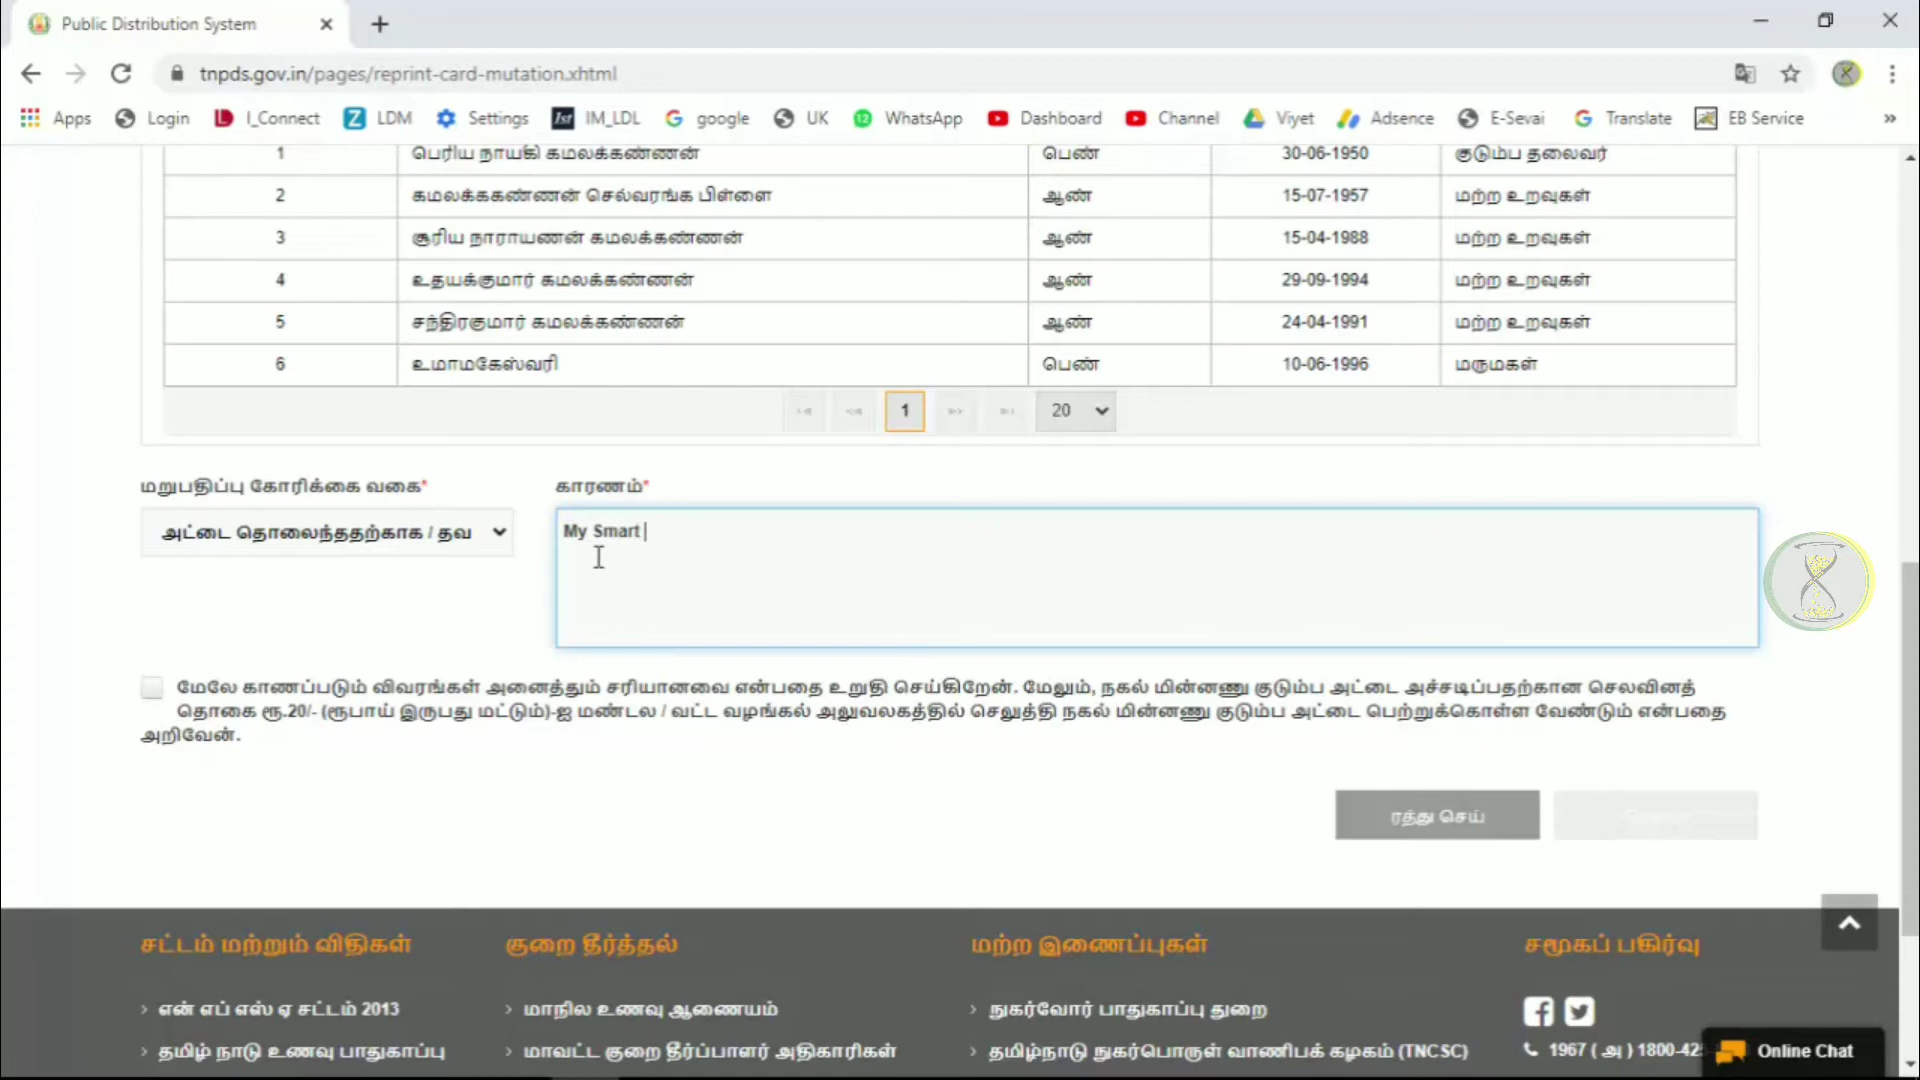 Public Distribution System
tnpds.gov.in/pages/reprint-card-mutation.xhtml
Apps Login I_Connect LDM Settings IM_LDL google UK WhatsApp Dashboard Channel Viyet Adsence E-Sevai Translate EB Service »
1 பெரிய நாயகி கமலக்கண்ணன் பெண் 30-06-1950 குடும்ப தலைவர்
2 கமலக்ககண்ணன் செல்வரங்க பிள்ளை ஆண் 15-07-1957 மற்ற உறவுகள்
3 சூரிய நாராயணன் கமலக்கண்ணன் ஆண் 15-04-1988 மற்ற உறவுகள்
4 உதயக்குமார் கமலக்கண்ணன் ஆண் 29-09-1994 மற்ற உறவுகள்
5 சந்திரகுமார் கமலக்கண்ணன் ஆண் 24-04-1991 மற்ற உறவுகள்
6 உமாமகேஸ்வரி பெண் 10-06-1996 மருமகள்
1 20
மறுபதிப்பு கோரிக்கை வகை* காரணம்*
அட்டை தொலைந்ததற்காக / தவ My Smart
மேலே காணப்படும் விவரங்கள் அனைத்தும் சரியானவை என்பதை உறுதி செய்கிறேன். மேலும், நகல் மின்னணு குடும்ப அட்டை அச்சடிப்பதற்கான செலவினத்
தொகை ரூ.20/- (ரூபாய் இருபது மட்டும்)-ஐ மண்டல / வட்ட வழங்கல் அலுவலகத்தில் செலுத்தி நகல் மின்னணு குடும்ப அட்டை பெற்றுக்கொள்ள வேண்டும் என்பதை
அறிவேன்.
ரத்து செய்
சட்டம் மற்றும் விதிகள் குறை தீர்த்தல் மற்ற இணைப்புகள் சமூகப் பகிர்வு
என் எப் எஸ் ஏ சட்டம் 2013 மாநில உணவு ஆணையம் நுகர்வோர் பாதுகாப்பு துறை
தமிழ் நாடு உணவு பாதுகாப்பு மாவட்ட குறை தீர்ப்பாளர் அதிகாரிகள் தமிழ்நாடு நுகர்பொருள் வாணிபக் கழகம் (TNCSC) 1967 ( அ ) 1800-425 Online Chat